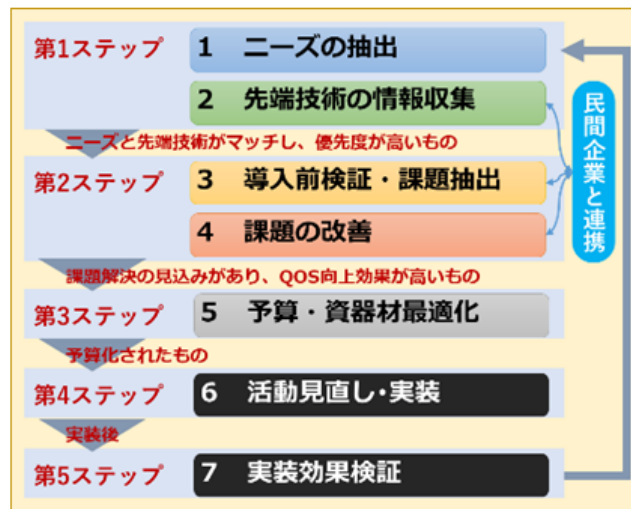 第1ステップ
1 ニーズの抽出
2 先端技術の情報収集
ニーズと先端技術がマッチし、優先度が高いもの
第2ステップ
3 導入前検証・課題抽出
4 課題の改善
民間企業と連携
課題解決の見込みがあり、QOS向上効果が高いもの
第3ステップ
5 予算・資器材最適化
予算化されたもの
第4ステップ
6 活動見直し・実装
実装後
第5ステップ
7 実装効果検証